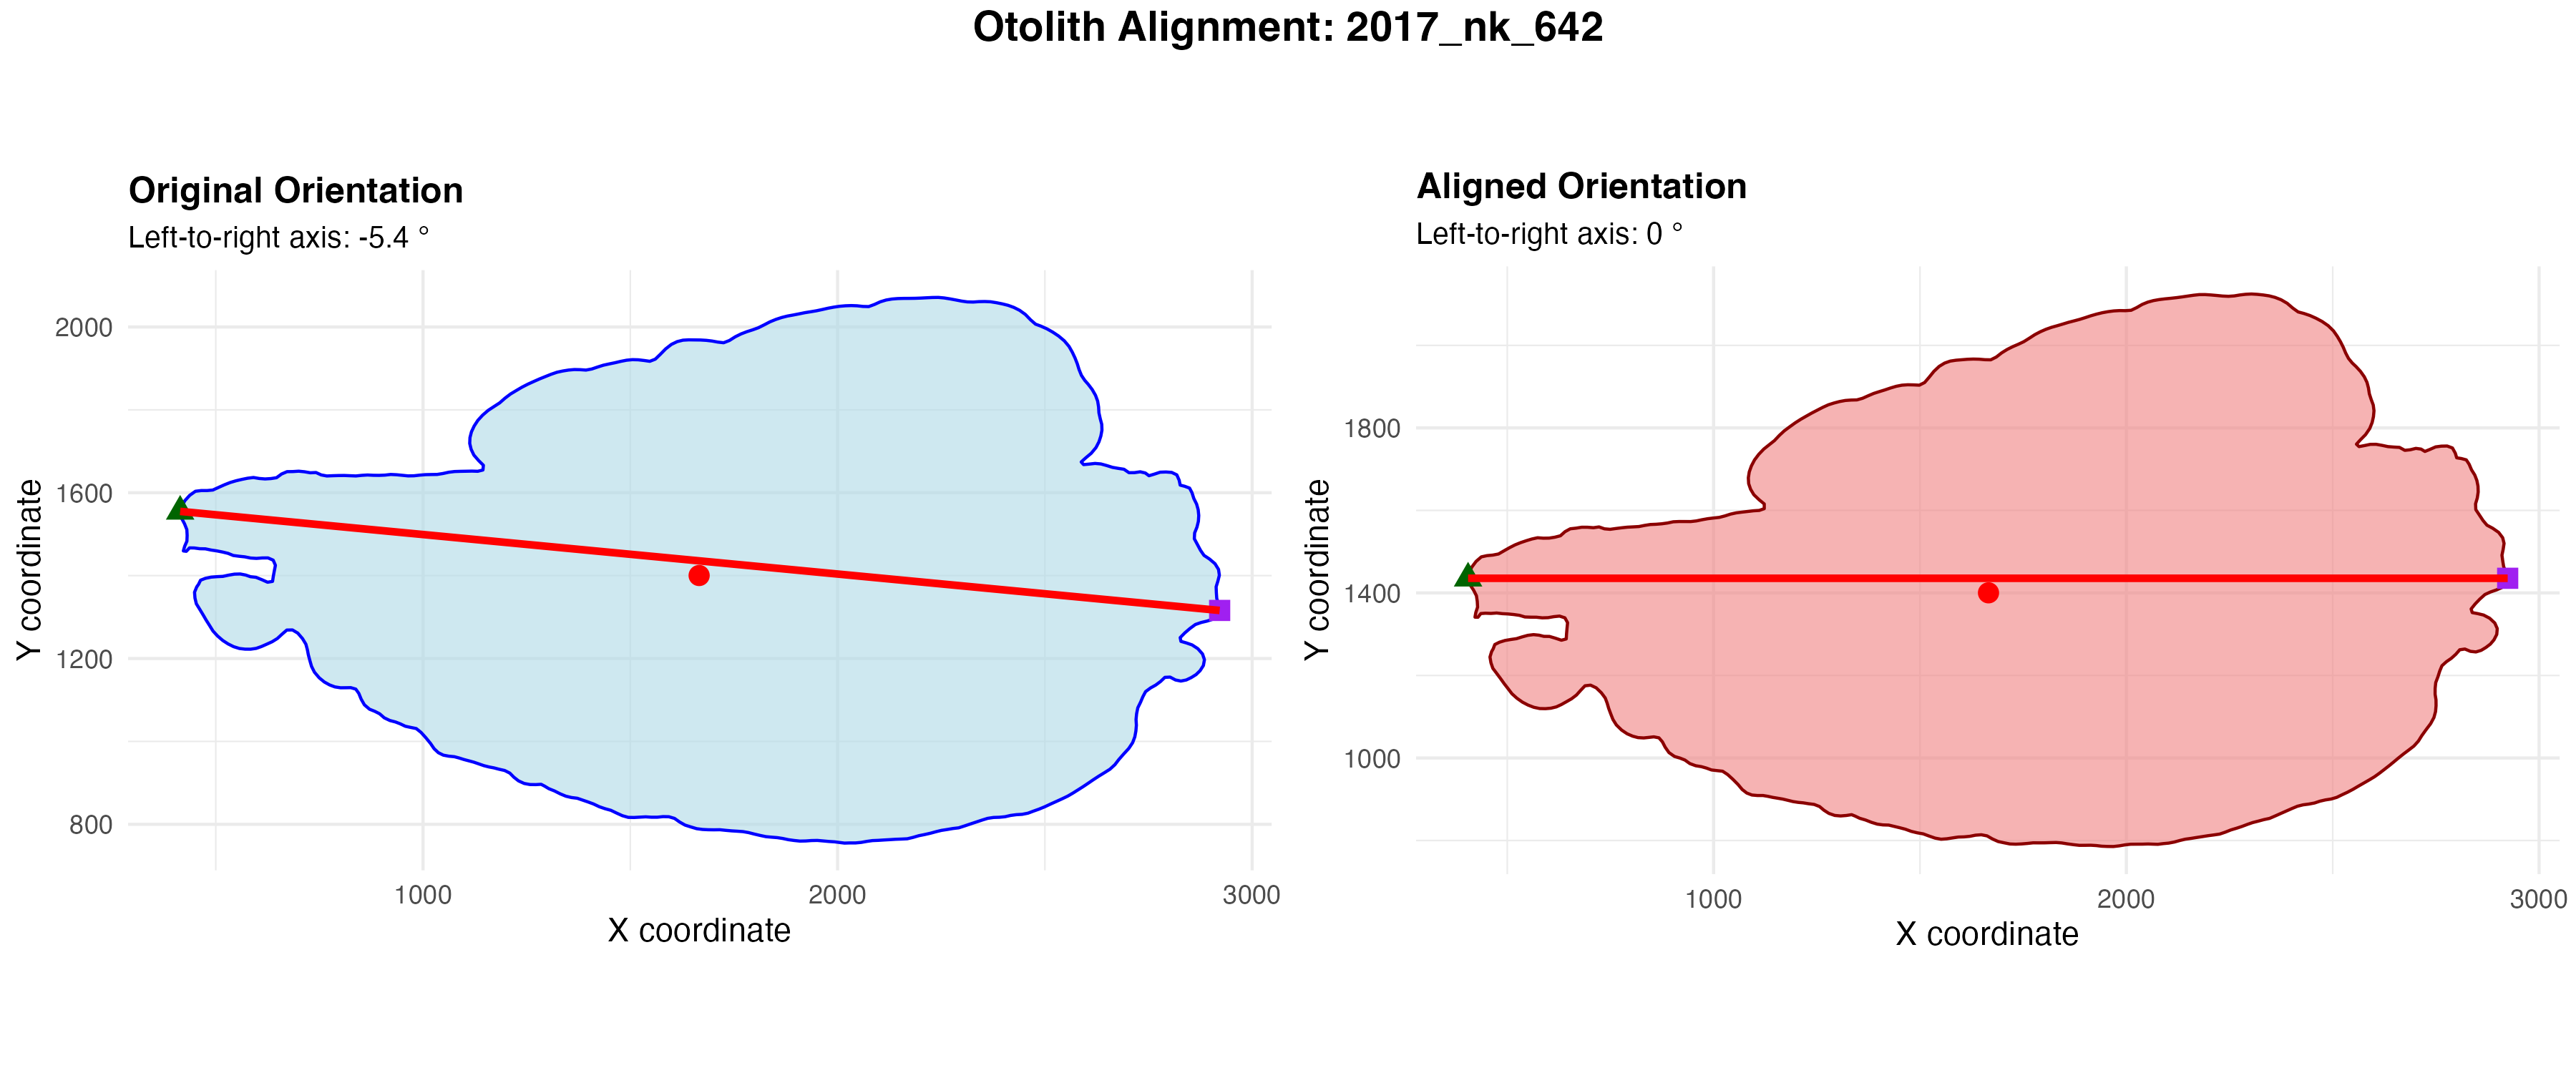 Otolith Alignment: 2017_nk_642
Original Orientation
Left-to-right axis: -5.4 °
2000
1600
1200
800
Y coordinate
1000
2000
3000
X coordinate
Aligned Orientation
Left-to-right axis: 0 °
1800
1400
1000
Y coordinate
1000
2000
3000
X coordinate